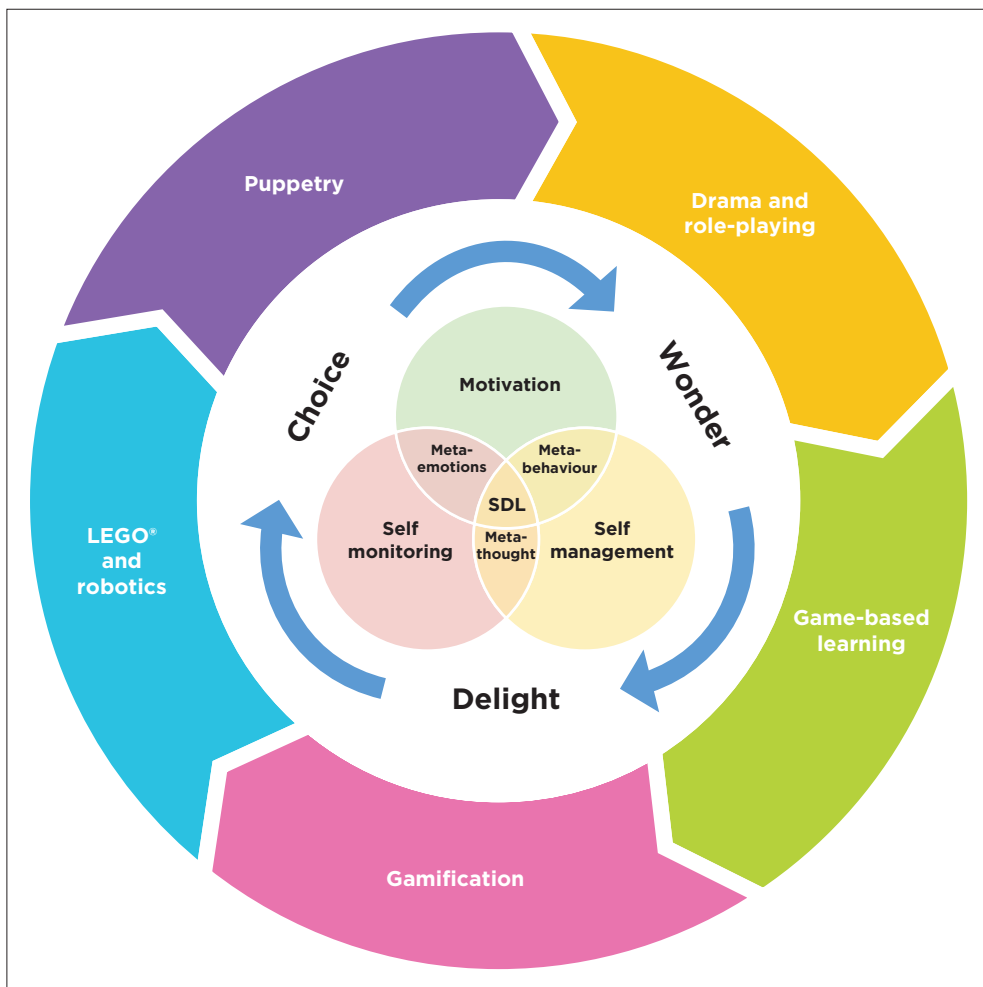 Puppetry
Drama and
role-playing
Choice
Wonder
Motivation
Meta-
emotions
Meta-
behaviour
SDL
Self
monitoring
Meta-
thought
Self
management
LEGO®
and
robotics
Game-based
learning
Delight
Gamification